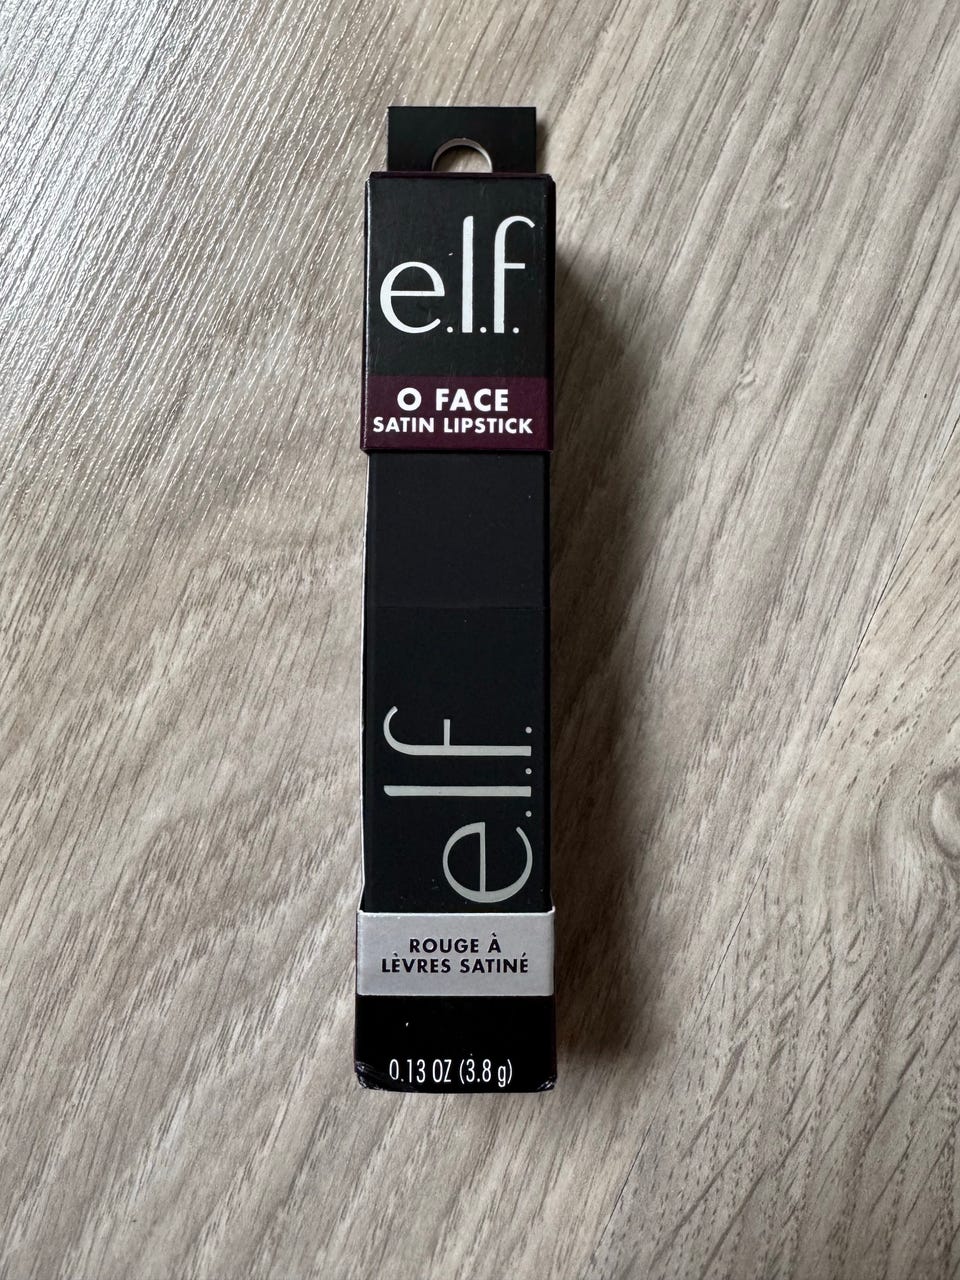 e.l.f.
O FACE
SATIN LIPSTICK
e.l.f.
ROUGE À
LÈVRES SATINÉ
0.13 OZ (3.8 g)